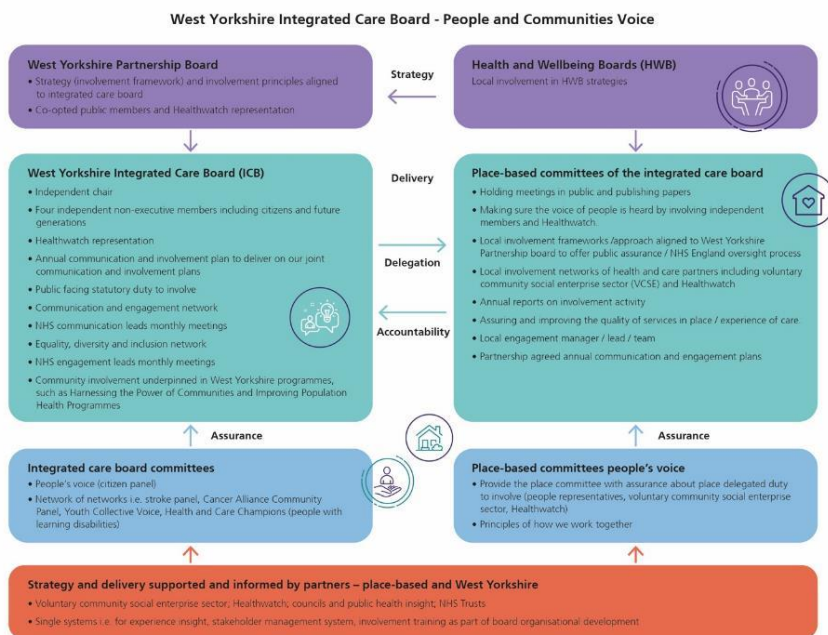 West Yorkshire Integrated Care Board - People and Communities Voice
West Yorkshire Partnership Board
• Strategy (involvement framework) and involvement principles aligned
to integrated care board
• Co-opted public members and Healthwatch representation
Strategy
Health and Wellbeing Boards (HWB)
Local involvement in HWB strategies
West Yorkshire Integrated Care Board (ICB)
• Independent chair
• Four independent non-executive members including citizens and future
generations
• Healthwatch representation
• Annual communication and involvement plan to deliver on our joint
communication and involvement plans
• Public facing statutory duty to involve
• Communication and engagement network
• NHS communication leads monthly meetings
• Equality, diversity and inclusion network
• NHS engagement leads monthly meetings
• Community involvement underpinned in West Yorkshire programmes,
such as Harnessing the Power of Communities and Improving Population
Health Programmes
Delivery
Delegation
Accountability
Place-based committees of the integrated care board
• Holding meetings in public and publishing papers
• Making sure the voice of people is heard by involving independent
members and Healthwatch.
• Local involvement frameworks /approach aligned to West Yorkshire
Partnership board to offer public assurance / NHS England oversight process
• Local involvement networks of health and care partners including voluntary
community social enterprise sector (VCSE) and Healthwatch
• Annual reports on involvement activity
• Assuring and improving the quality of services in place / experience of care.
• Local engagement manager / lead / team
• Partnership agreed annual communication and engagement plans
Assurance
Assurance
Integrated care board committees
• People's voice (citizen panel)
• Network of networks i.e. stroke panel, Cancer Alliance Community
Panel, Youth Collective Voice, Health and Care Champions (people with
learning disabilities)
Place-based committees people's voice
• Provide the place committee with assurance about place delegated duty
to involve (people representatives, voluntary community social enterprise
sector, Healthwatch)
• Principles of how we work together
Strategy and delivery supported and informed by partners – place-based and West Yorkshire
• Voluntary community social enterprise sector; Healthwatch; councils and public health insight; NHS Trusts
• Single systems i.e. for experience insight, stakeholder management system, involvement training as part of board organisational development